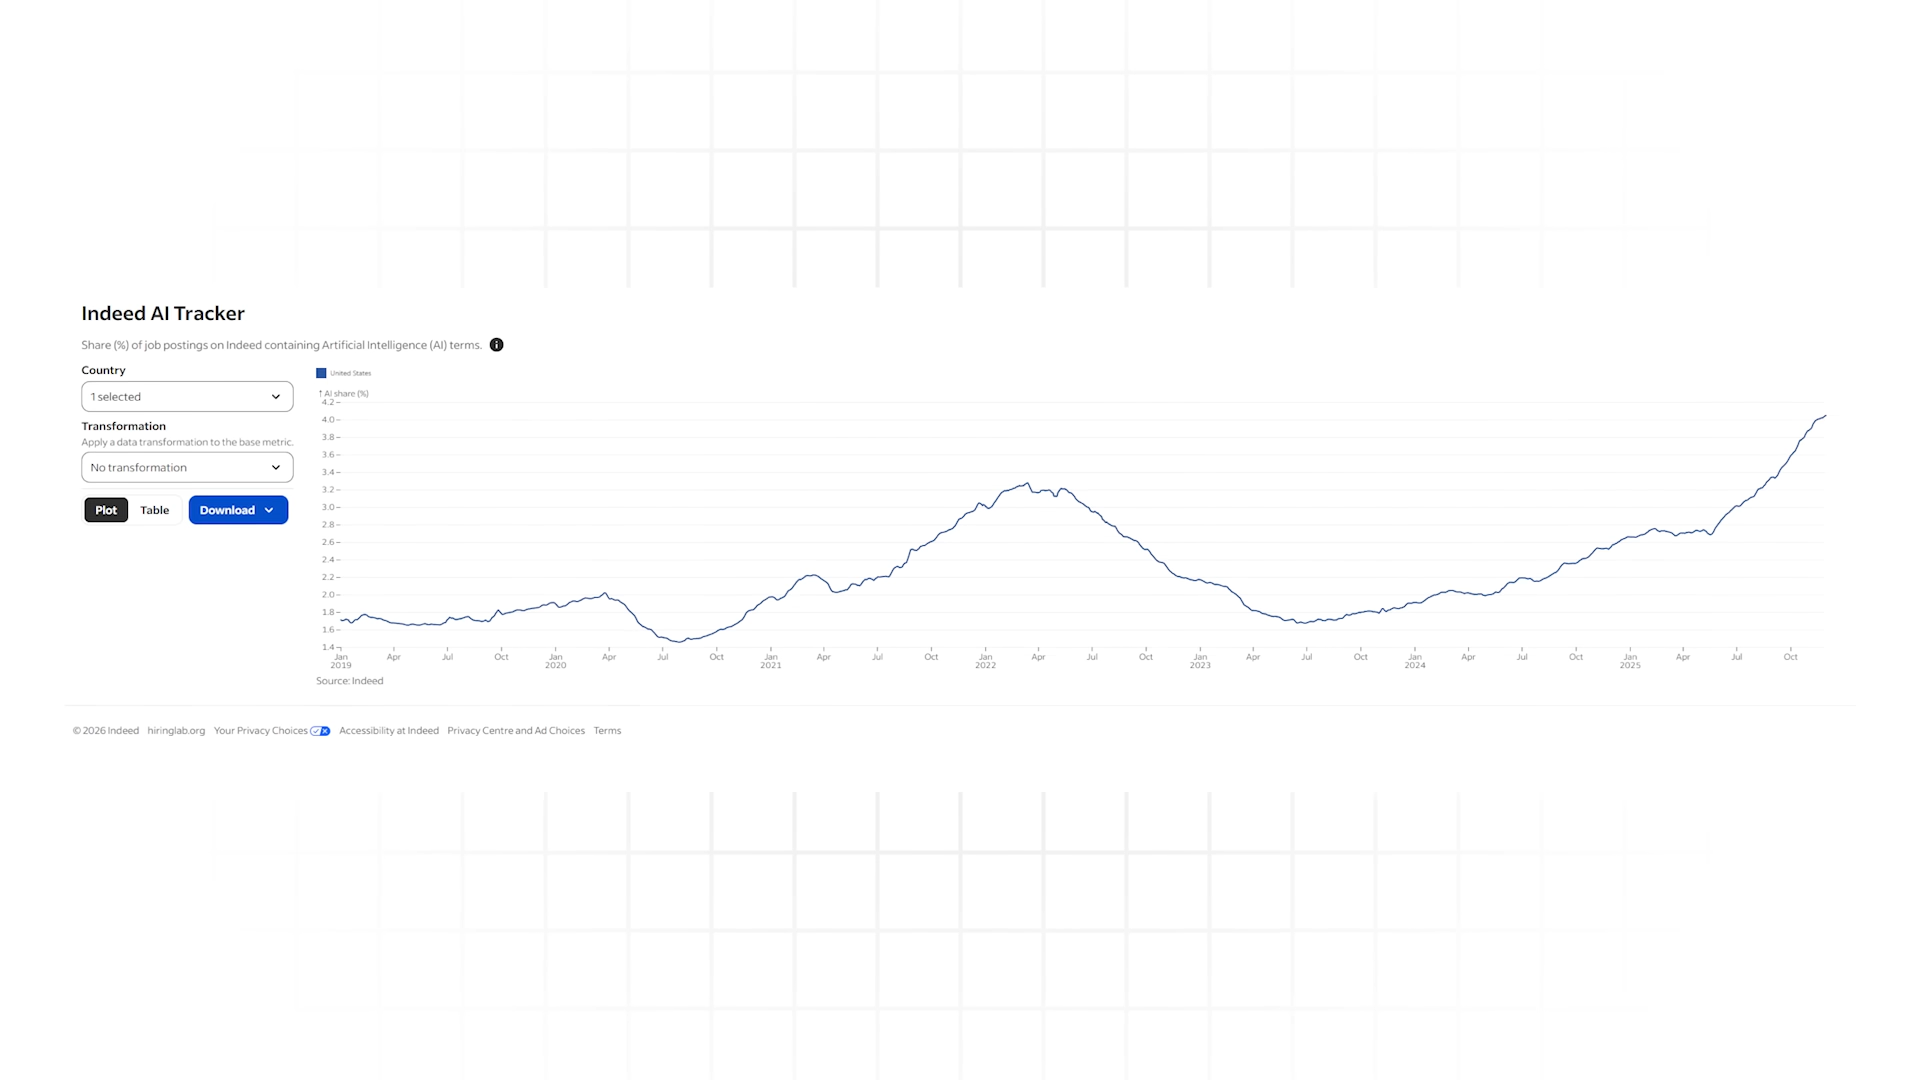 Indeed AI Tracker
Share (%) of job postings on Indeed containing Artificial Intelligence (AI) terms.
Country
1 selected
Transformation
Apply a data transformation to the base metric.
No transformation
Plot Table Download
United States
↑ AI share (%)
4.2
4.0
3.8
3.6
3.4
3.2
3.0
2.8
2.6
2.4
2.2
2.0
1.8
1.6
1.4
Jan Apr Jul Oct Jan Apr Jul Oct Jan Apr Jul Oct Jan Apr Jul Oct Jan Apr Jul Oct Jan Apr Jul Oct Jan Apr Jul Oct
2019 2020 2021 2022 2023 2024 2025
Source: Indeed
© 2026 Indeed hiringlab.org Your Privacy Choices Accessibility at Indeed Privacy Centre and Ad Choices Terms